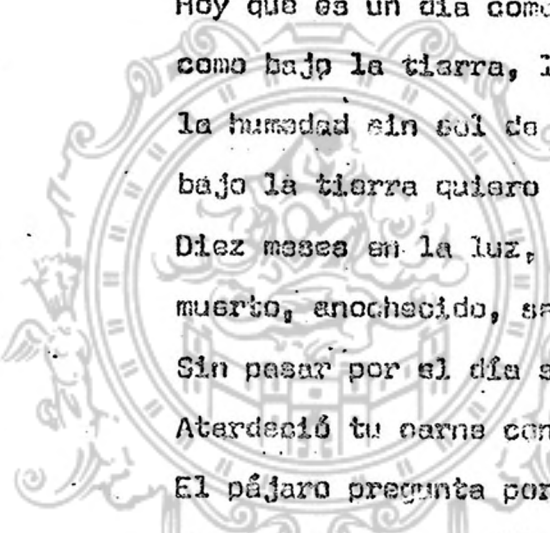 Hoy que es un día como
como bajo la tierra,
la humedad sin sol de
bajo la tierra quiero
Diez meses en la luz,
muerto, anochecido,
Sin pasar por el día
Atardeció tu carne con
El pájaro pregunta por